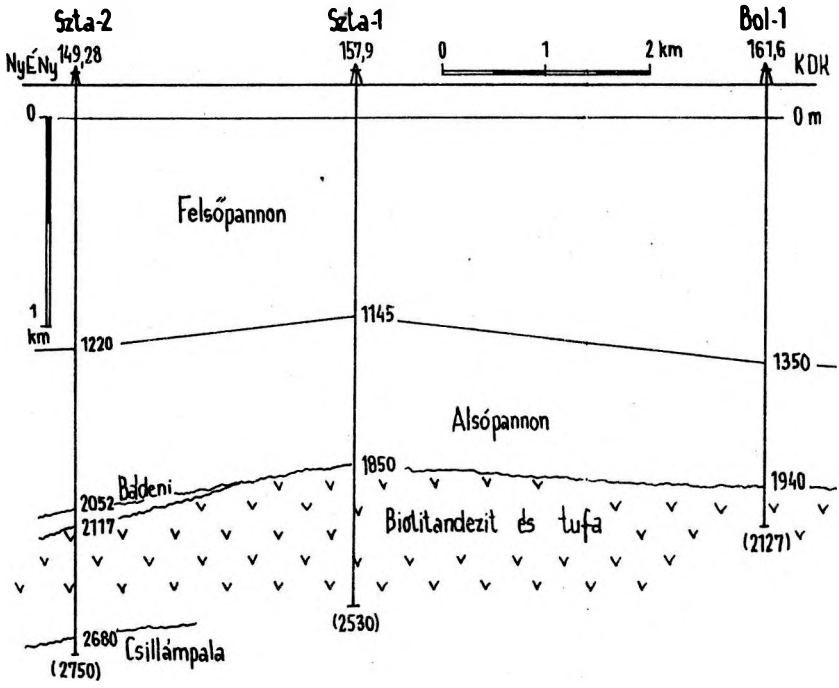 Szta-2 Szta-1 Bol-1
NyÉNy 149,28 157,9 0 1 2 km 161,6 KDK
0 0 m
Felsőpannon
1 km
1220 1145 1350
Alsópannon
2052 Badeni 1850 1940
2117 Biotitandezit és tufa
(2127)
(2530)
2680 Csillámpala
(2750)